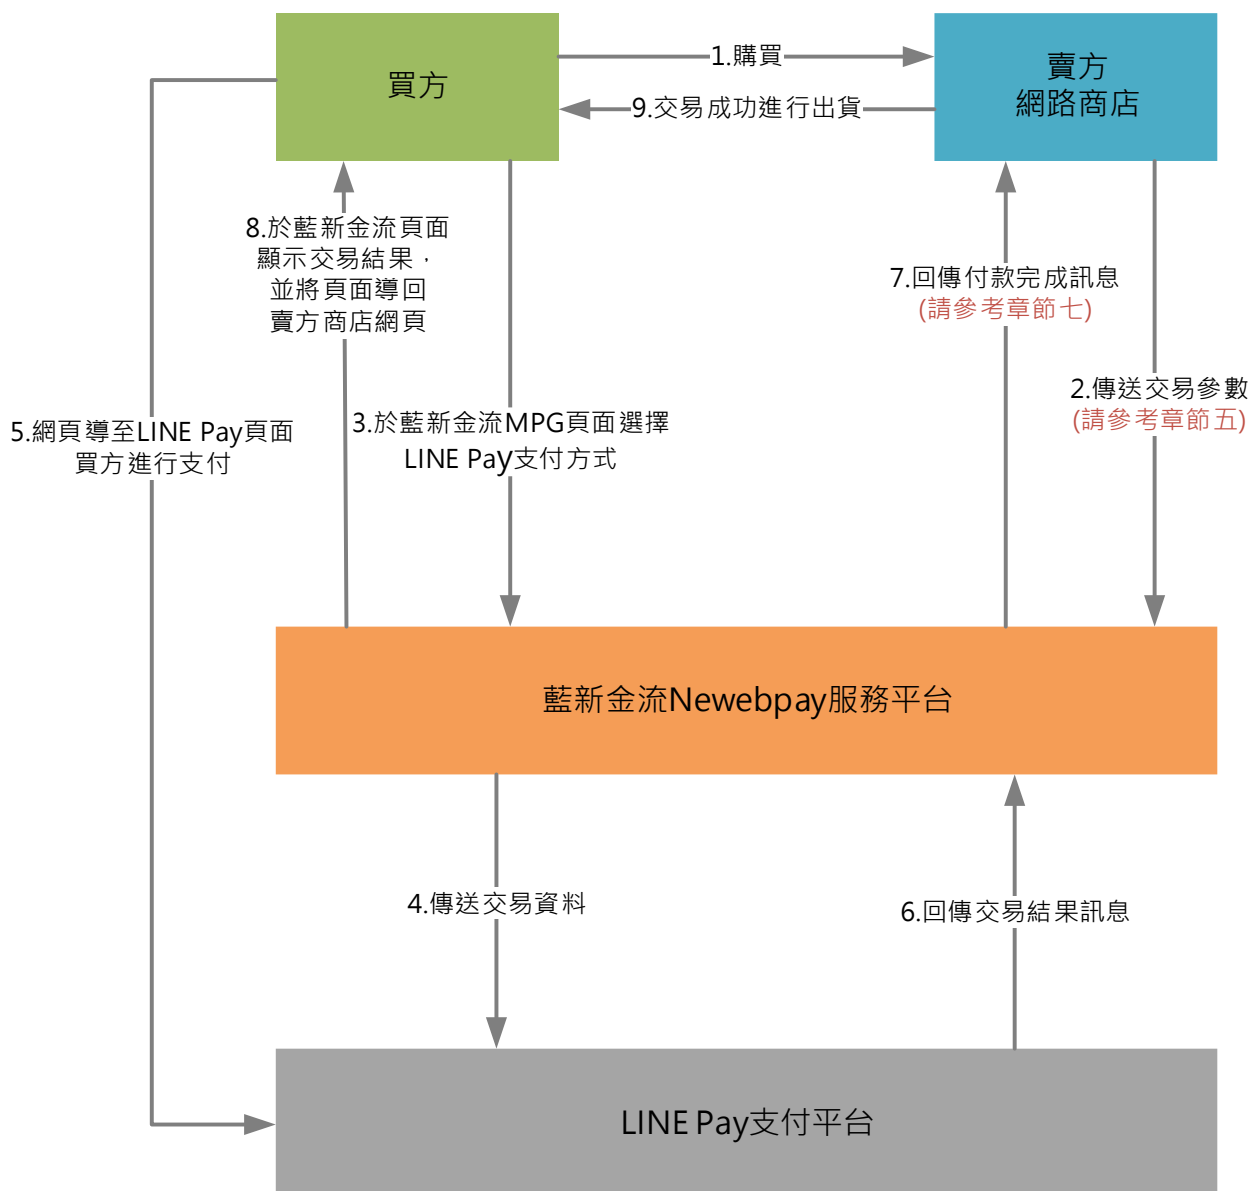 買方
1.購買
賣方
網路商店
9.交易成功進行出貨
8.於藍新金流頁面
顯示交易結果，
並將頁面導回
賣方商店網頁
7.回傳付款完成訊息
(請參考章節七)
2.傳送交易參數
(請參考章節五)
5.網頁導至LINE Pay頁面
買方進行支付
3.於藍新金流MPG頁面選擇
LINE Pay支付方式
藍新金流Newebpay服務平台
4.傳送交易資料
6.回傳交易結果訊息
LINE Pay支付平台